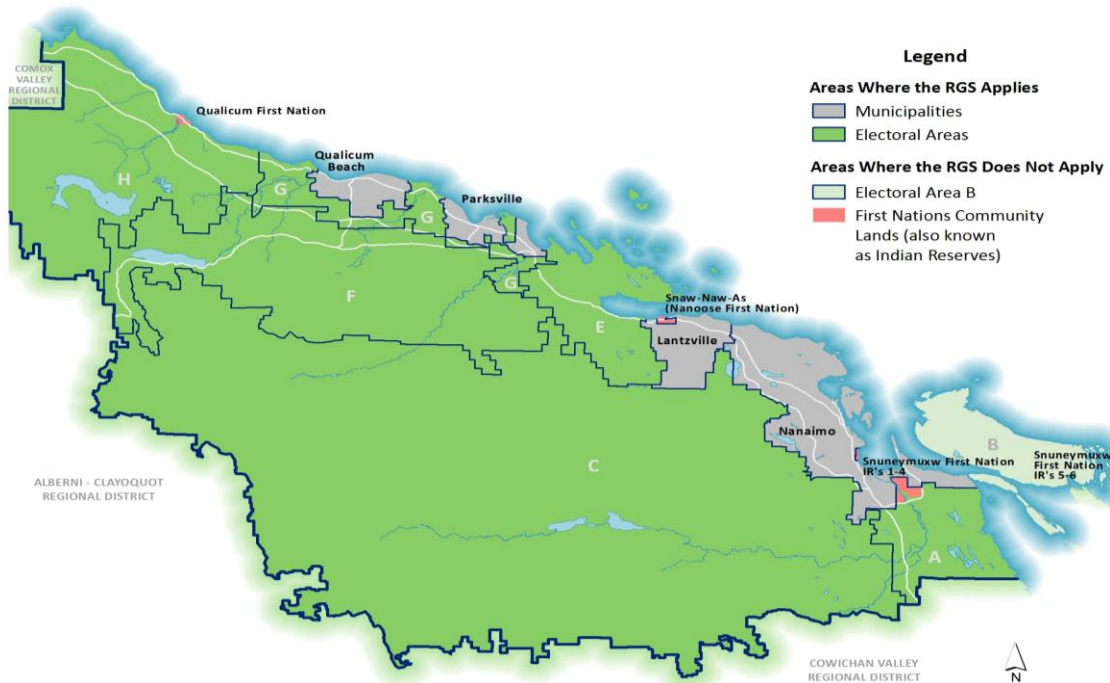 Legend
Areas Where the RGS Applies
Municipalities
Electoral Areas
Areas Where the RGS Does Not Apply
Electoral Area B
First Nations Community
Lands (also known
as Indian Reserves)
COMOX
VALLEY
REGIONAL
DISTRICT
Qualicum First Nation
Qualicum
Beach
Parksville
H
G
G
G
F
E
Snaw-Naw-As
(Nanoose First Nation)
Lantzville
Nanaimo
C
B
Snuneymuxw First Nation
IR's 1-4
Snuneymuxw
First Nation
IR's 5-6
A
ALBERNI - CLAYOQUOT
REGIONAL DISTRICT
COWICHAN VALLEY
REGIONAL DISTRICT
N